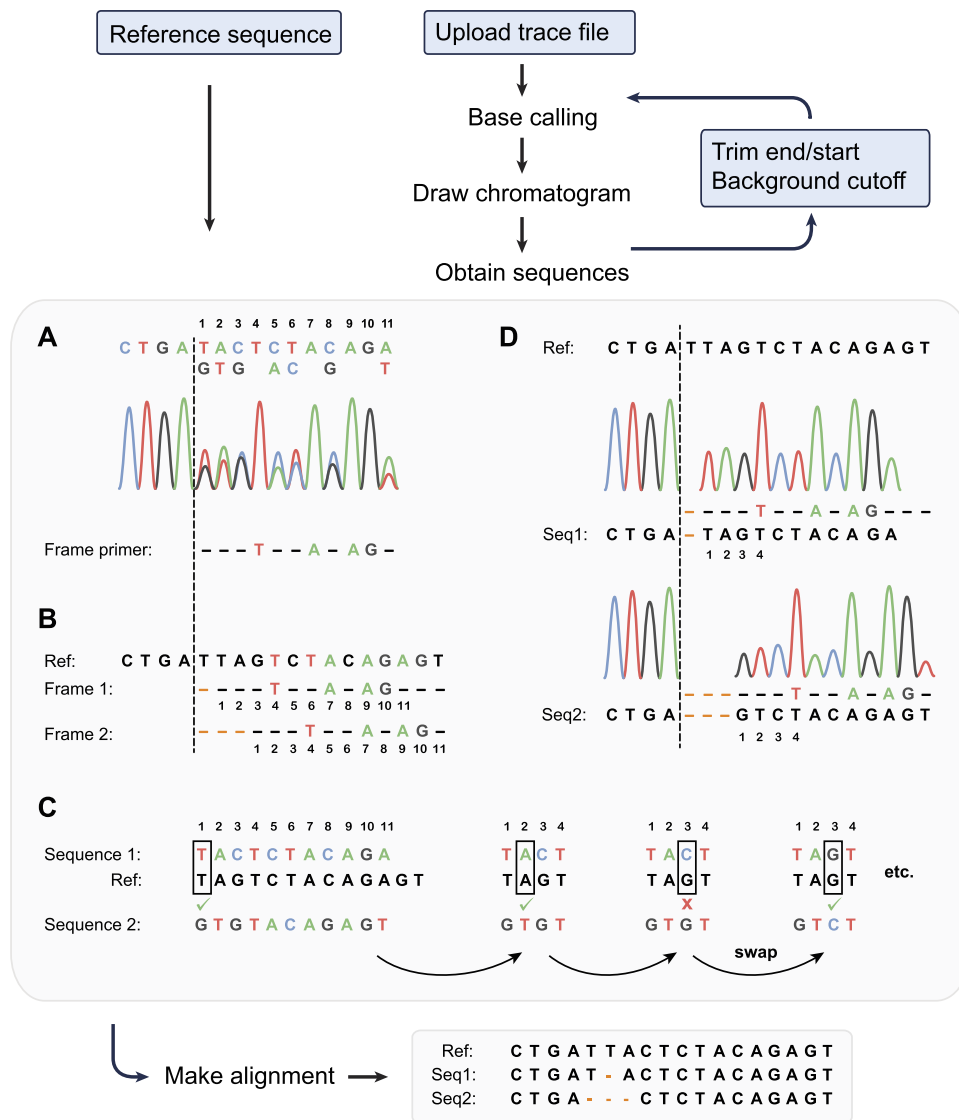 Reference sequence
Upload trace file
Base calling
Trim end/start
Background cutoff
Draw chromatogram
Obtain sequences
A
1 2 3 4 5 6 7 8 9 10 11
C T G A T A C T C T A C A G A
G T G A C G T
Frame primer: - - - T - - A - A G -
B
Ref: C T G A T T A G T C T A C A G A G T
Frame 1: - - - - T - - A - A G - - -
1 2 3 4 5 6 7 8 9 10 11
Frame 2: - - - - - - T - - A - A G -
1 2 3 4 5 6 7 8 9 10 11
D
Ref: C T G A T T A G T C T A C A G A G T
- - - - T - - A - A G - - -
Seq1: C T G A - T A G T C T A C A G A
1 2 3 4
- - - - - - T - - A - A G -
Seq2: C T G A - - - G T C T A C A G A G T
1 2 3 4
C
1 2 3 4 5 6 7 8 9 10 11
1 2 3 4
1 2 3 4
1 2 3 4
Sequence 1: T A C T C T A C A G A
T A C T
T A C T
T A G T
Ref: T A G T C T A C A G A G T
T A G T
T A G T
T A G T
etc.
✓ ✓ x ✓
Sequence 2: G T G T A C A G A G T
G T G T
G T G T
G T C T
swap
Make alignment
Ref: C T G A T T A C T C T A C A G A G T
Seq1: C T G A T - A C T C T A C A G A G T
Seq2: C T G A - - - C T C T A C A G A G T